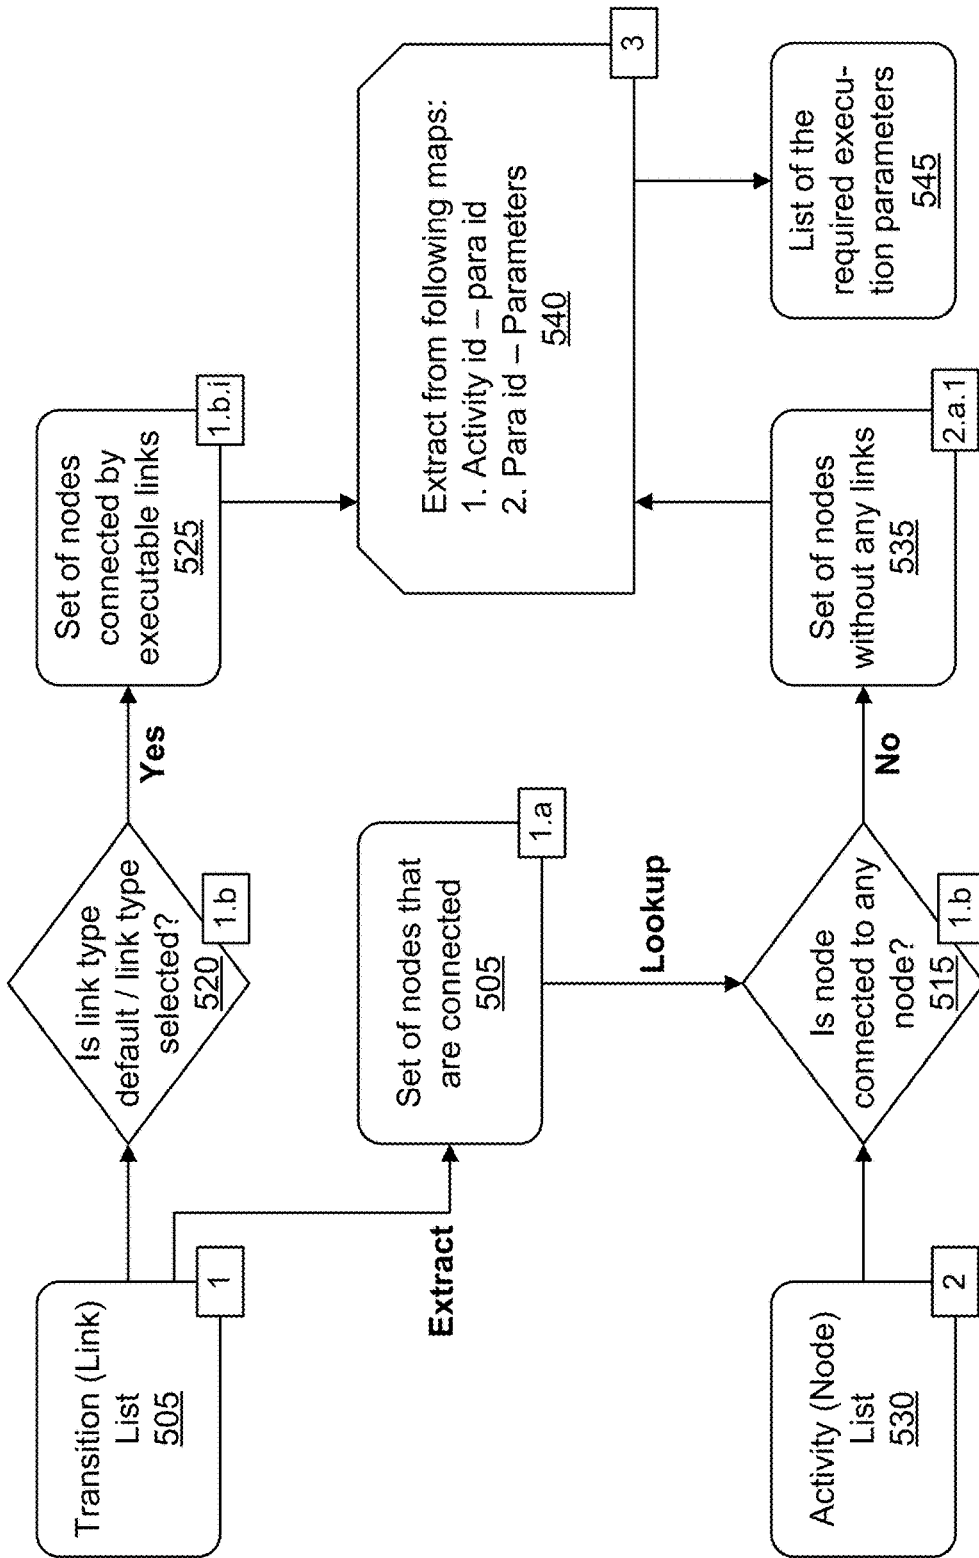 Transition (Link)
List
505
1
Is link type
default / link type
selected?
520
1.b
Yes
Set of nodes
connected by
executable links
525
1.b.i
Extract
Set of nodes that
are connected
505
1.a
Lookup
Extract from following maps:
1. Activity id – para id
2. Para id – Parameters
540
3
Activity (Node)
List
530
2
Is node
connected to any
node?
515
1.b
No
Set of nodes
without any links
535
2.a.1
List of the
required execu-
tion parameters
545